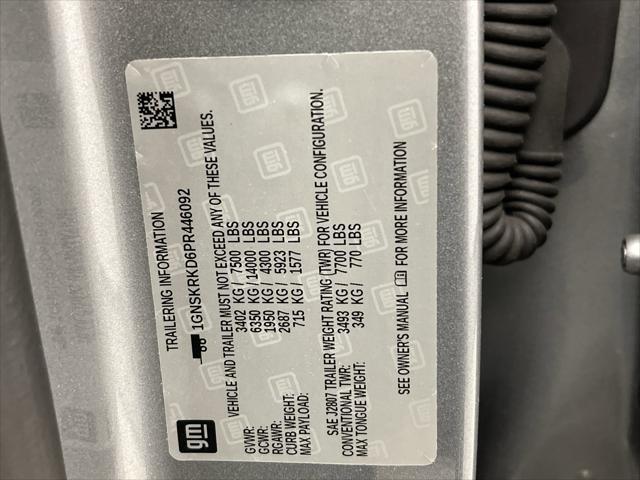 TRAILERING INFORMATION
1GNSKRKD6PR446092
gm
VEHICLE AND TRAILER MUST NOT EXCEED ANY OF THESE VALUES.
GVWR: 3402 KG / 7500 LBS
GCWR: 6350 KG / 14000 LBS
RGAWR: 1950 KG / 4300 LBS
CURB WEIGHT: 2687 KG / 5923 LBS
MAX PAYLOAD: 715 KG / 1577 LBS
SAE J2807 TRAILER WEIGHT RATING (TWR) FOR VEHICLE CONFIGURATION.
CONVENTIONAL TWR: 3493 KG / 7700 LBS
MAX TONGUE WEIGHT: 349 KG / 770 LBS
SEE OWNER'S MANUAL FOR MORE INFORMATION